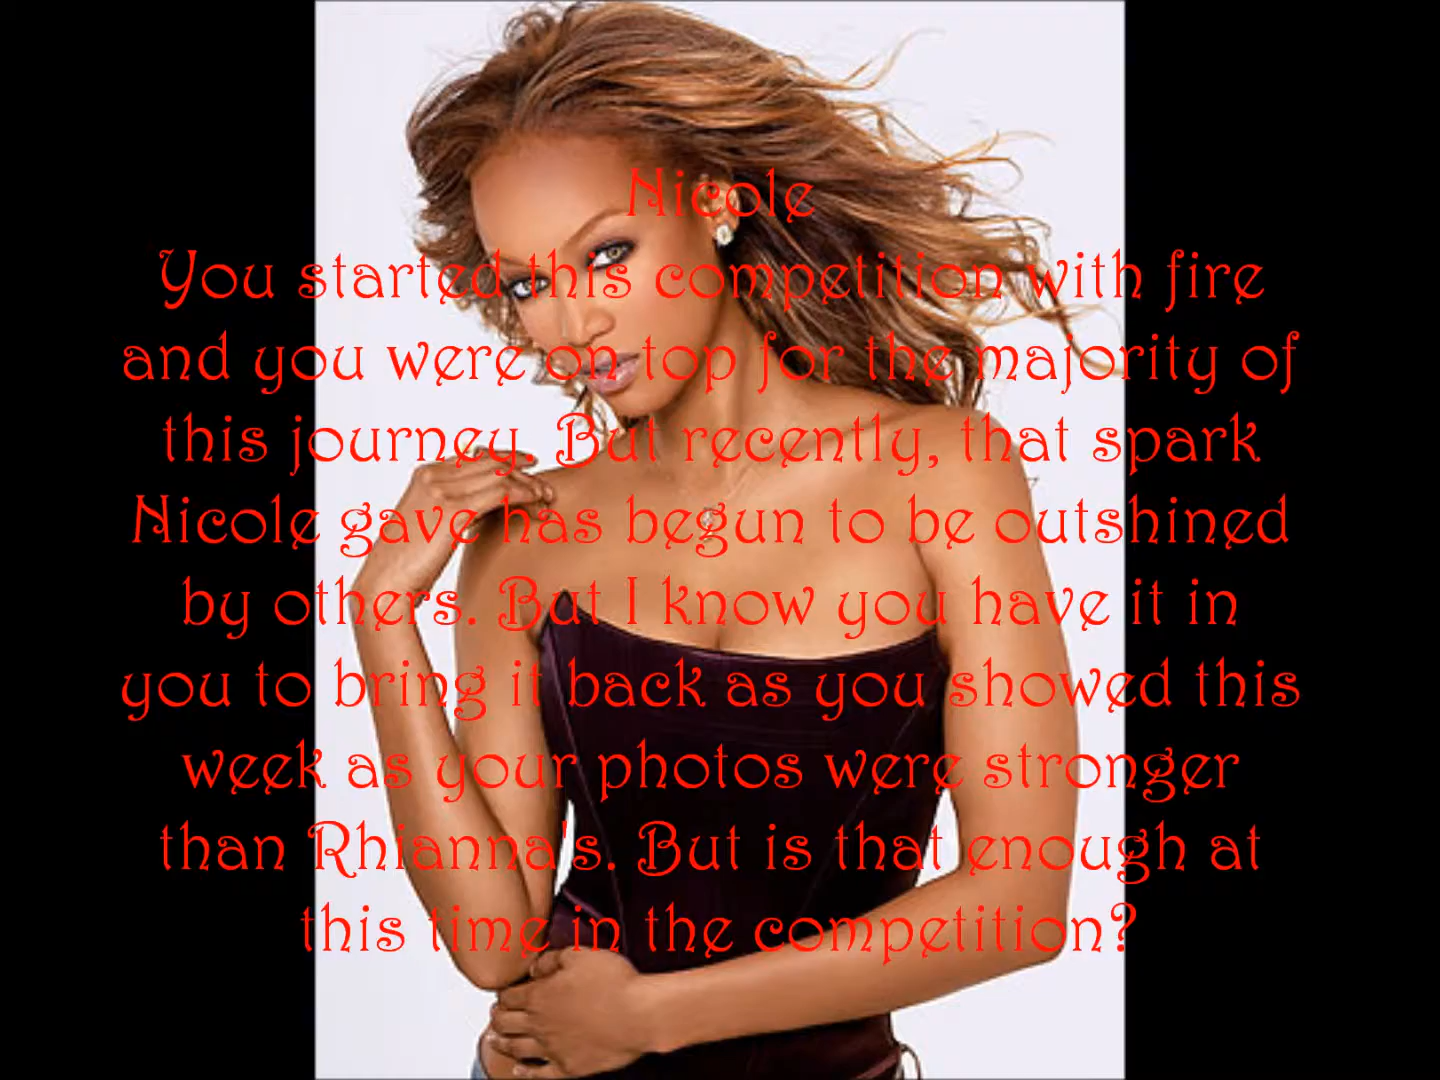 Nicole
You started this competition with fire
and you were on top for the majority of
this journey. But recently, that spark
Nicole gave has begun to be outshined
by others. But I know you have it in
you to bring it back as you showed this
week as your photos were stronger
than Rhianna's. But is that enough at
this time in the competition?